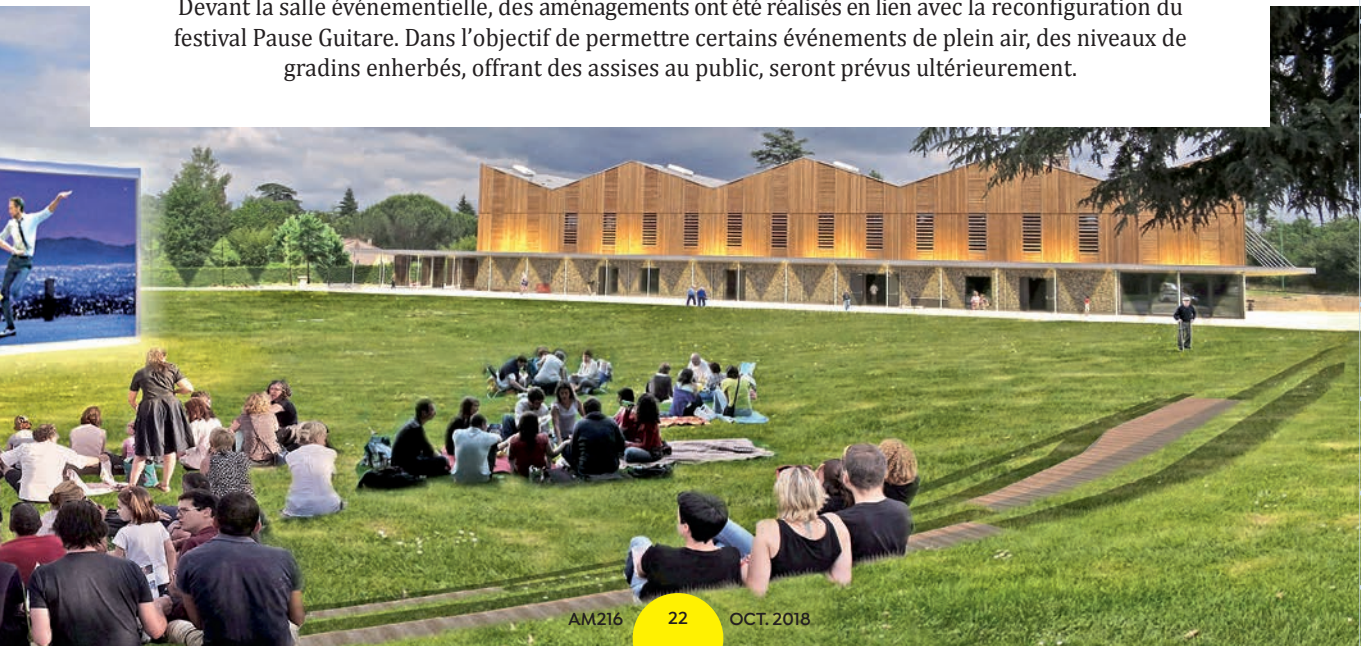 Devant la salle événementielle, des aménagements ont été réalisés en lien avec la reconfiguration du
festival Pause Guitare. Dans l’objectif de permettre certains événements de plein air, des niveaux de
gradins enherbés, offrant des assises au public, seront prévus ultérieurement.
AM216 22 OCT. 2018